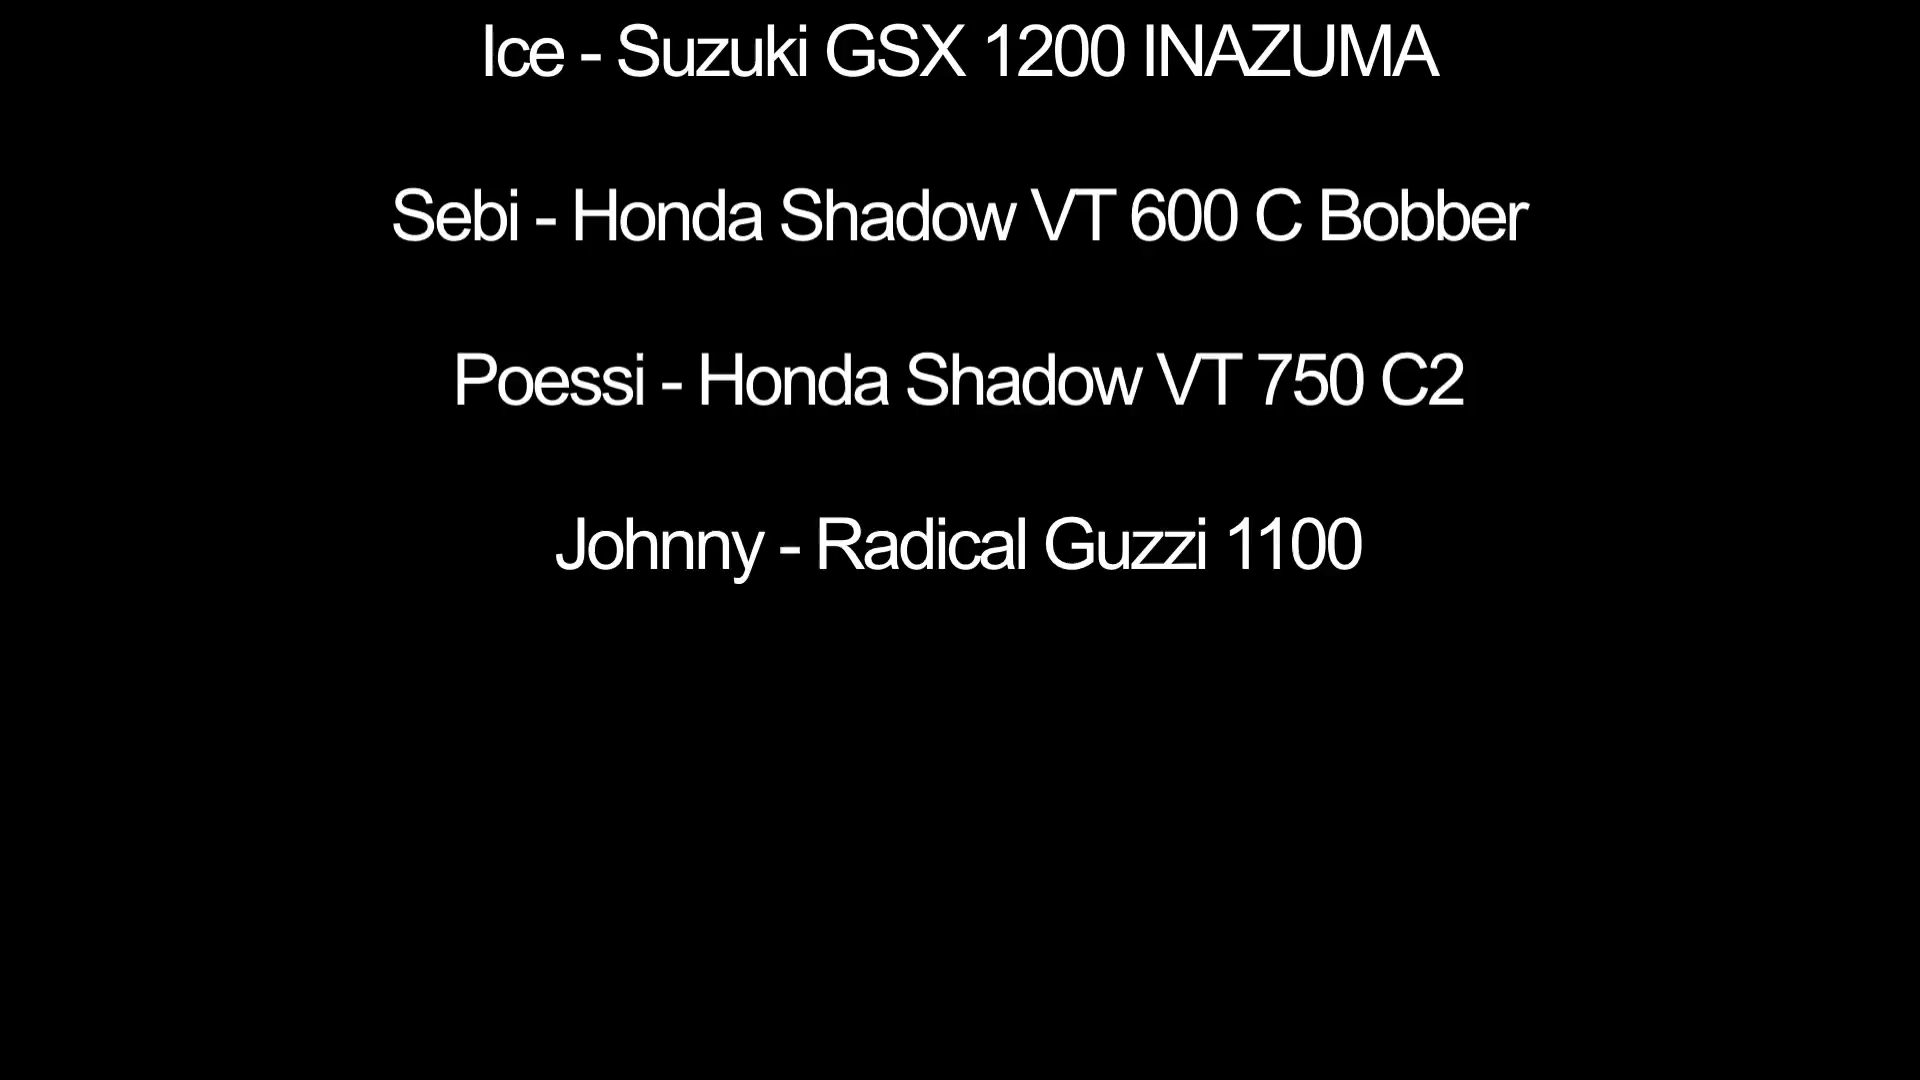 Ice - Suzuki GSX 1200 INAZUMA
Sebi - Honda Shadow VT 600 C Bobber
Poessi - Honda Shadow VT 750 C2
Johnny - Radical Guzzi 1100